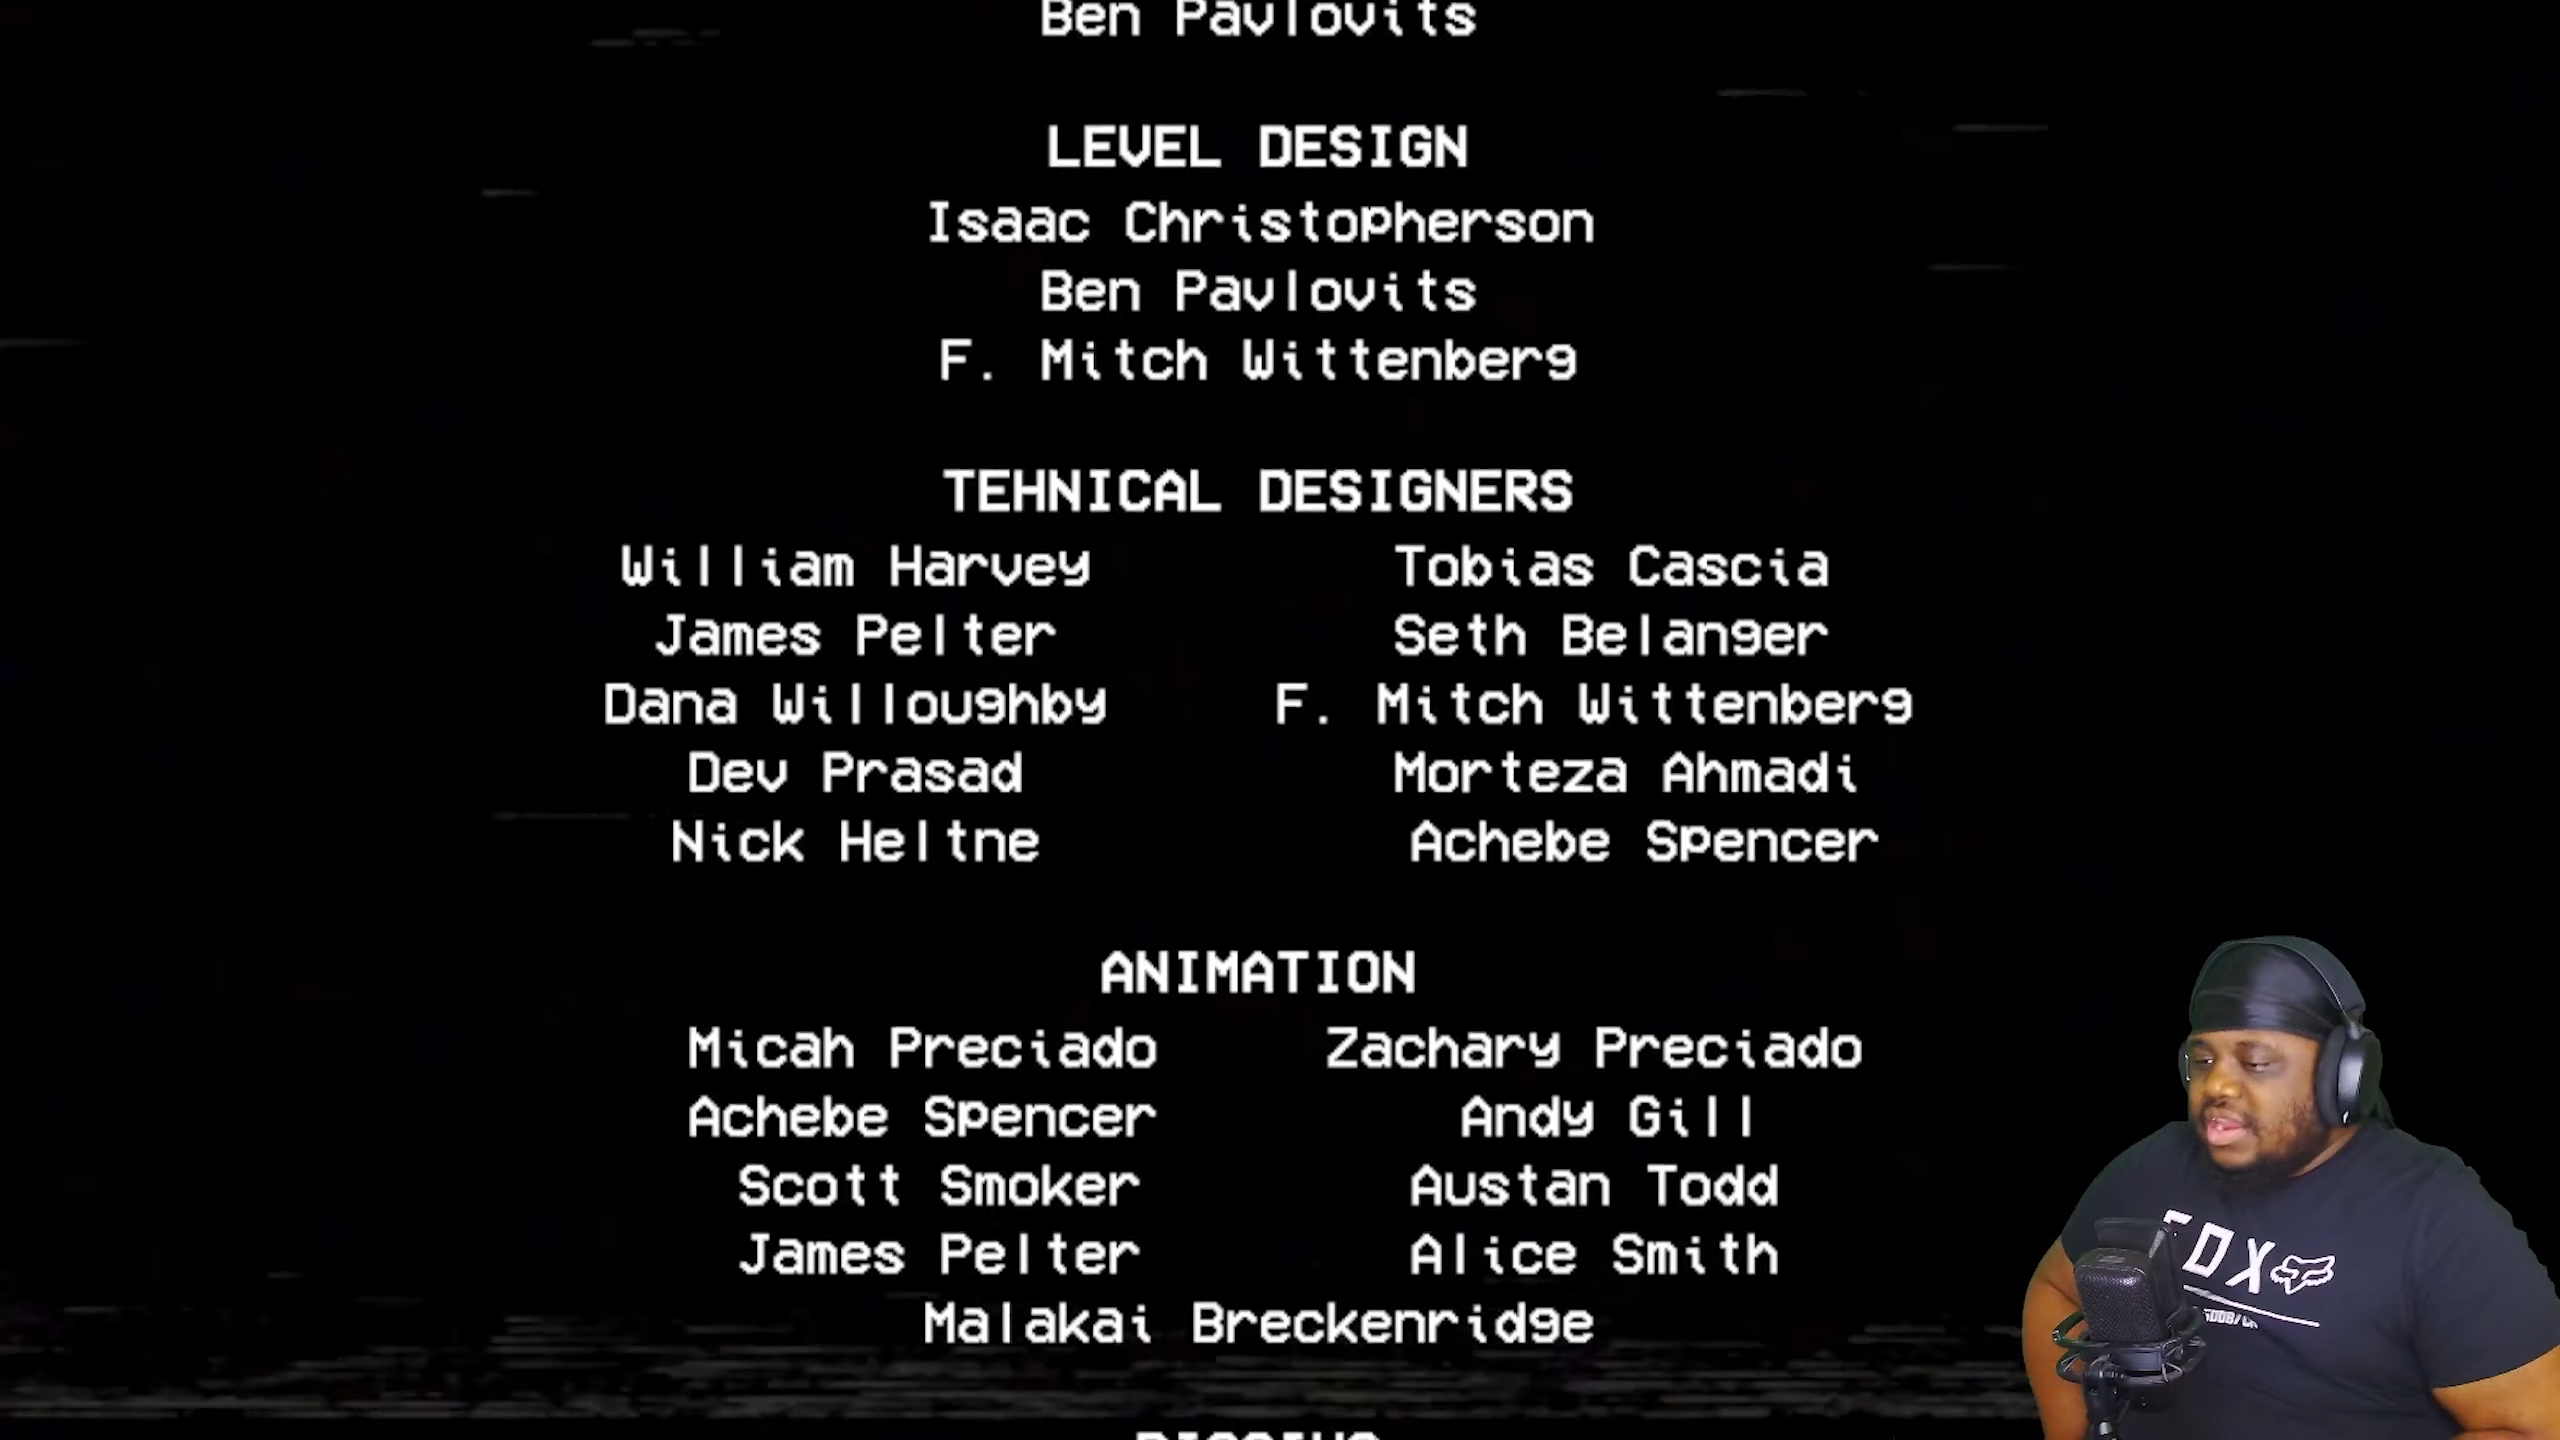 Ben Pavlovits
LEVEL DESIGN
Isaac Christopherson
Ben Pavlovits
F. Mitch Wittenberg
TEHNICAL DESIGNERS
William Harvey Tobias Cascia
James Pelter Seth Belanger
Dana Willoughby F. Mitch Wittenberg
Dev Prasad Morteza Ahmadi
Nick Heltne Achebe Spencer
ANIMATION
Micah Preciado Zachary Preciado
Achebe Spencer Andy Gill
Scott Smoker Austan Todd
James Pelter Alice Smith
Malakai Breckenridge
FOX